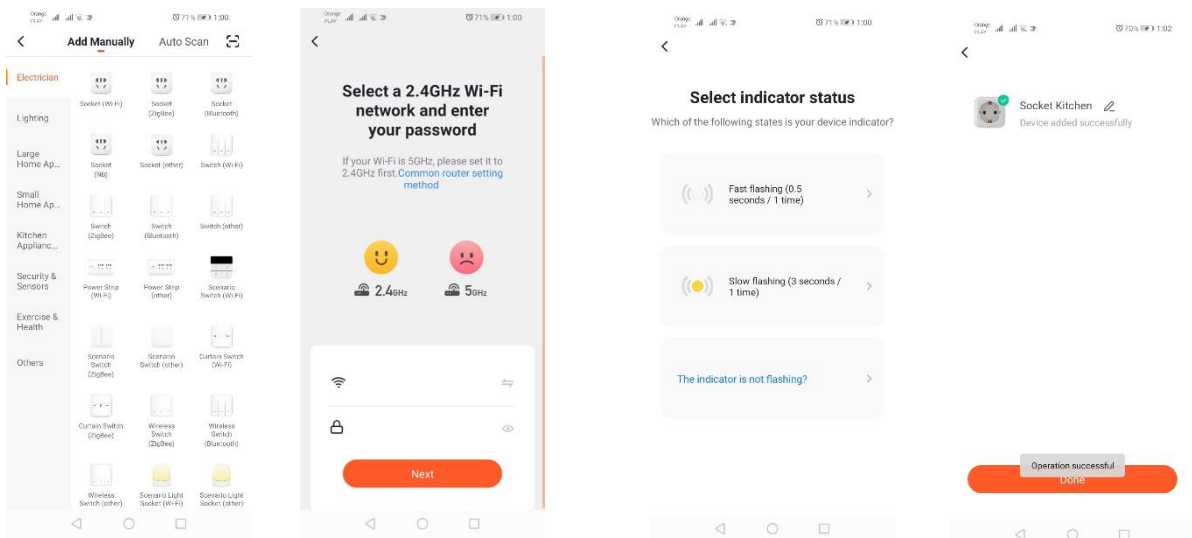 Orange
PLAY
71% 1:00
Add Manually Auto Scan
Electrician
Lighting
Large
Home Ap...
Small
Home Ap...
Kitchen
Applianc...
Security &
Sensors
Exercise &
Health
Others
Socket (Wi-Fi)
Socket
(ZigBee)
Socket
(Bluetooth)
Socket
(NB)
Socket (other)
Switch (Wi-Fi)
Switch
(ZigBee)
Switch
(Bluetooth)
Switch (other)
Power Strip
(Wi-Fi)
Power Strip
(other)
Scenario
Switch (Wi-Fi)
Scenario
Switch
(ZigBee)
Scenario
Switch (other)
Curtain Switch
(Wi-Fi)
Curtain Switch
(ZigBee)
Wireless
Switch
(ZigBee)
Wireless
Switch
(Bluetooth)
Wireless
Switch (other)
Scenario Light
Socket (Wi-Fi)
Scenario Light
Socket (other)
Orange
PLAY
71% 1:00
Select a 2.4GHz Wi-Fi
network and enter
your password
If your Wi-Fi is 5GHz, please set it to
2.4GHz first.Common router setting
method
2.4GHz 5GHz
Next
Orange
PLAY
71% 1:00
Select indicator status
Which of the following states is your device indicator?
Fast flashing (0.5
seconds / 1 time)
Slow flashing (3 seconds /
1 time)
The indicator is not flashing?
Orange
PLAY
70% 1:02
Socket Kitchen
Device added successfully
Operation successful
Done